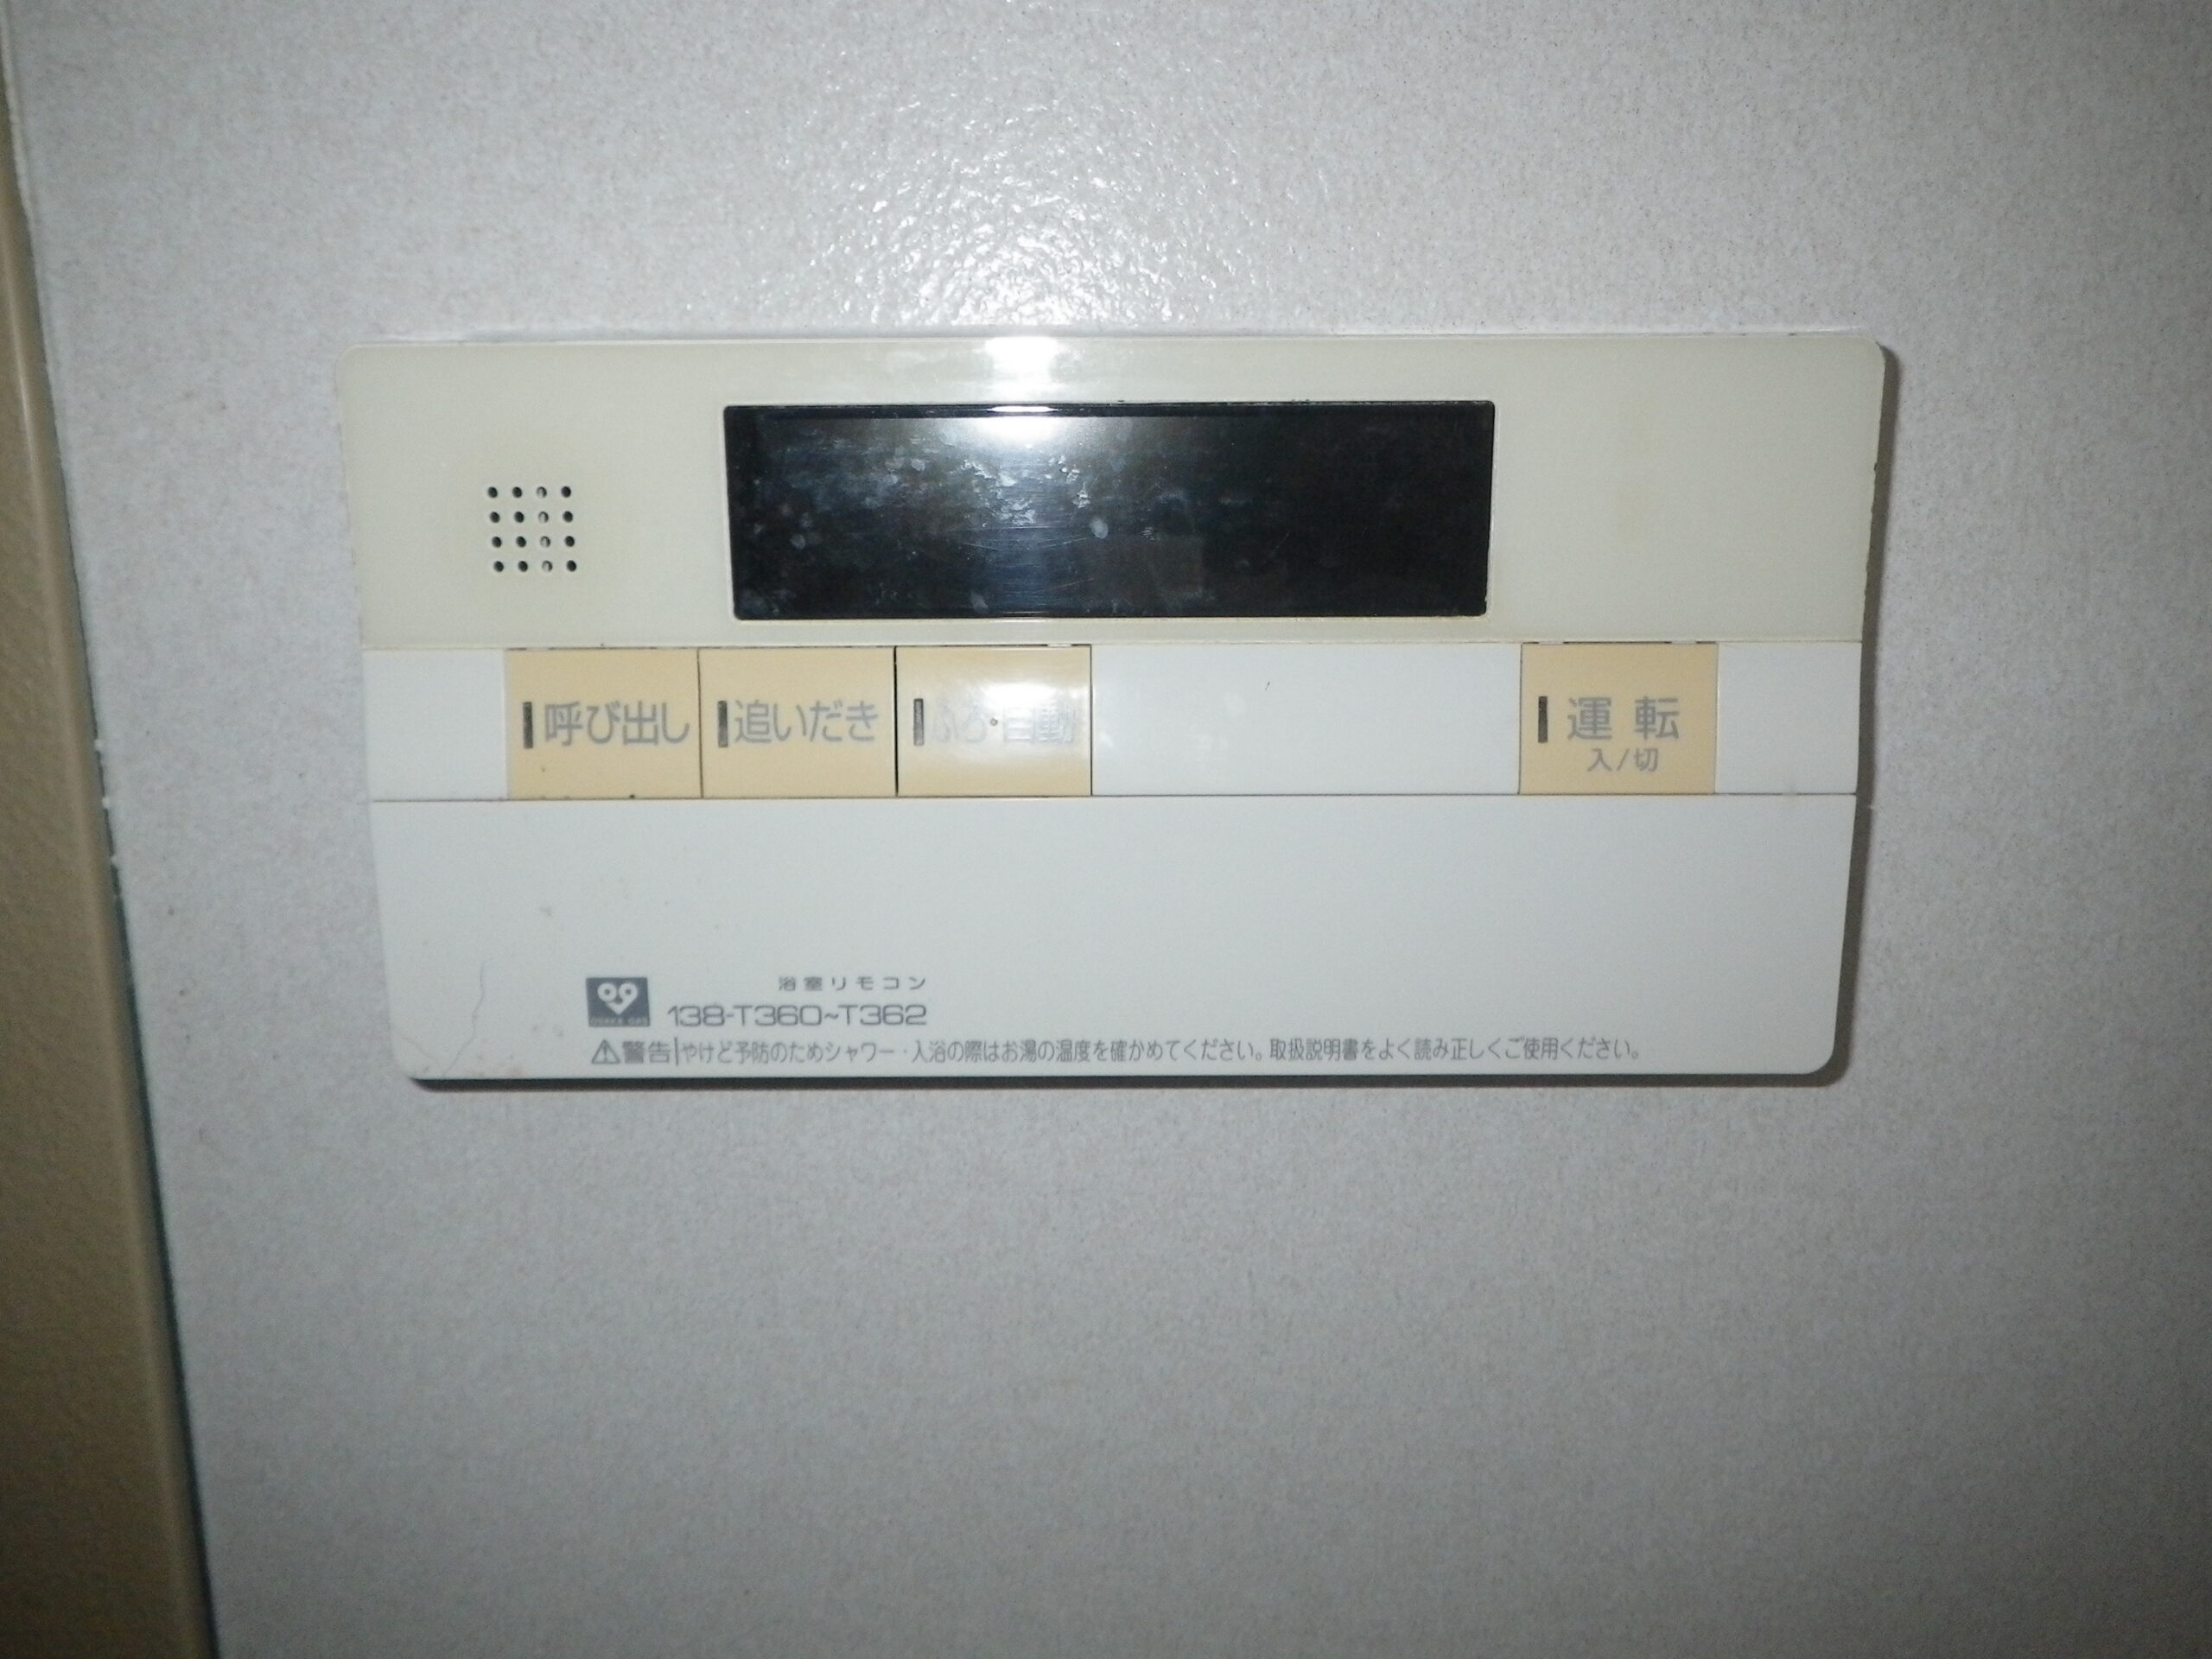 呼び出し
追いだき
ふろ自動
運転
入/切
浴室リモコン
138-T360~T362
OSAKA GAS
警告 やけど予防のためシャワー・入浴の際はお湯の温度を確かめてください。取扱説明書をよく読み正しくご使用ください。